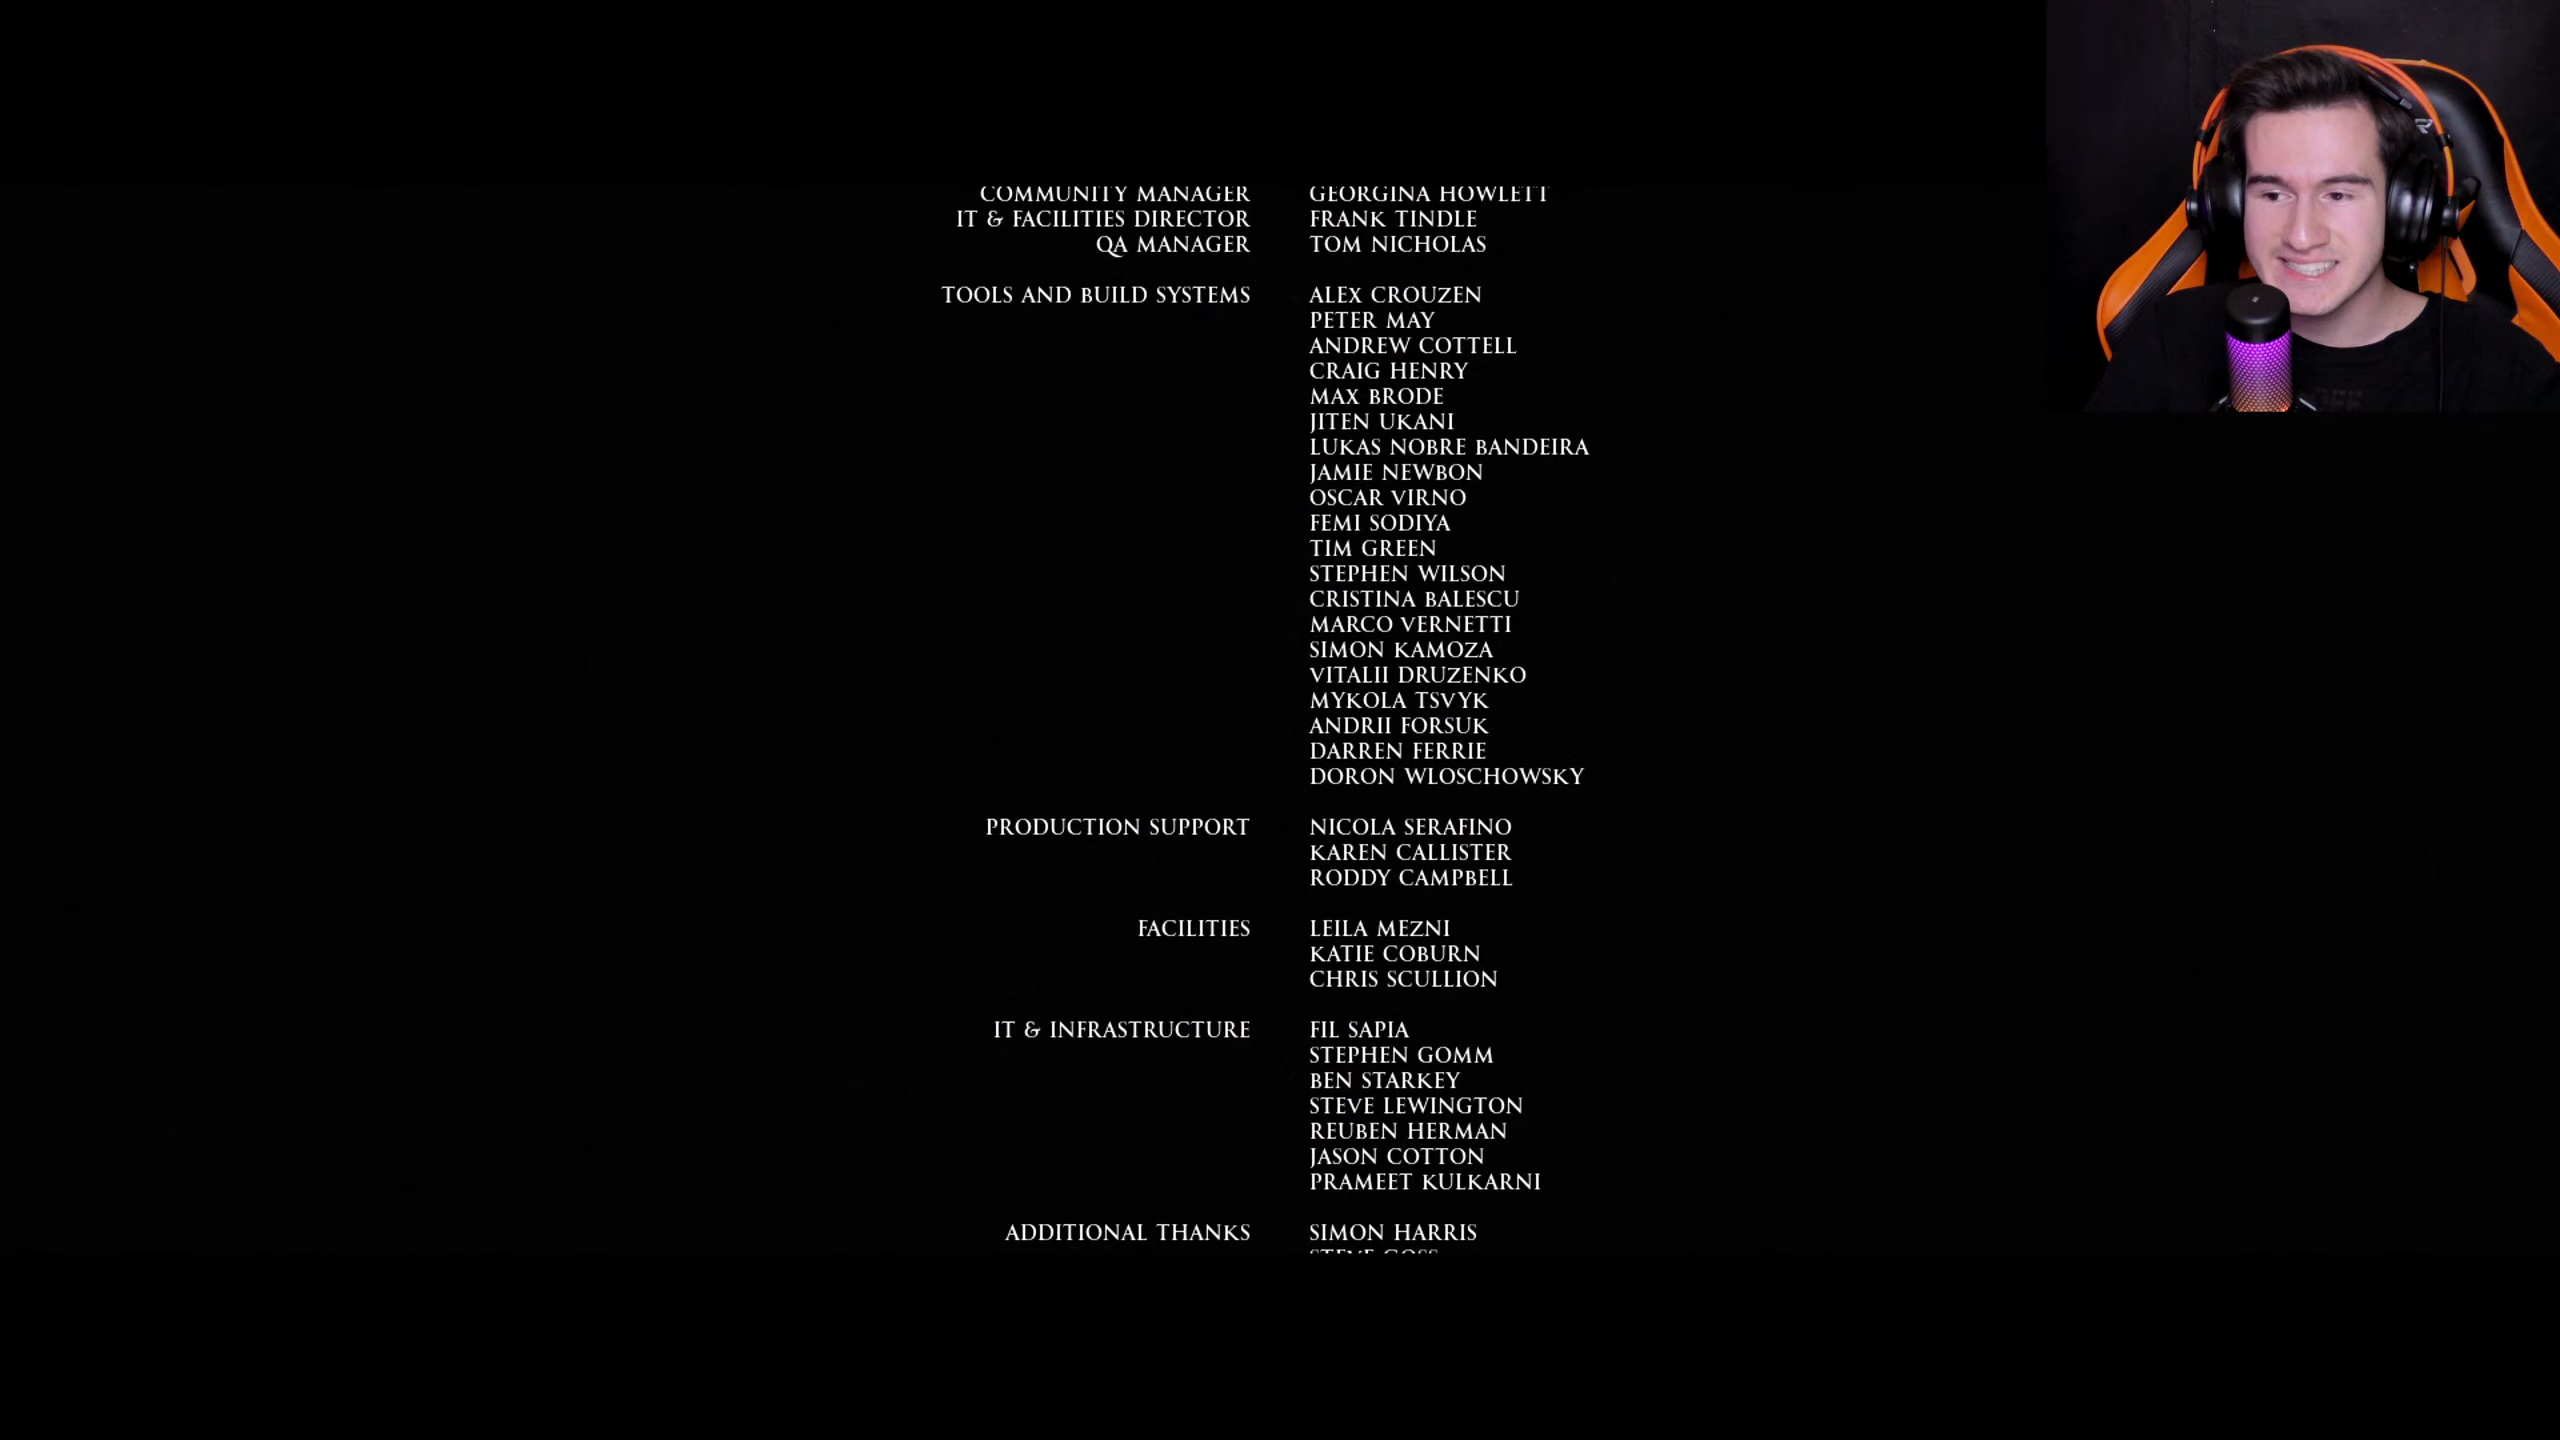 COMMUNITY MANAGER GEORGINA HOWLETT
IT & FACILITIES DIRECTOR FRANK TINDLE
QA MANAGER TOM NICHOLAS
TOOLS AND BUILD SYSTEMS ALEX CROUZEN
PETER MAY
ANDREW COTTELL
CRAIG HENRY
MAX BRODE
JITEN UKANI
LUKAS NOBRE BANDEIRA
JAMIE NEWBON
OSCAR VIRNO
FEMI SODIYA
TIM GREEN
STEPHEN WILSON
CRISTINA BALESCU
MARCO VERNETTI
SIMON KAMOZA
VITALII DRUZENKO
MYKOLA TSVYK
ANDRII FORSUK
DARREN FERRIE
DORON WLOSCHOWSKY
PRODUCTION SUPPORT NICOLA SERAFINO
KAREN CALLISTER
RODDY CAMPBELL
FACILITIES LEILA MEZNI
KATIE COBURN
CHRIS SCULLION
IT & INFRASTRUCTURE FIL SAPIA
STEPHEN GOMM
BEN STARKEY
STEVE LEWINGTON
REUBEN HERMAN
JASON COTTON
PRAMEET KULKARNI
ADDITIONAL THANKS SIMON HARRIS